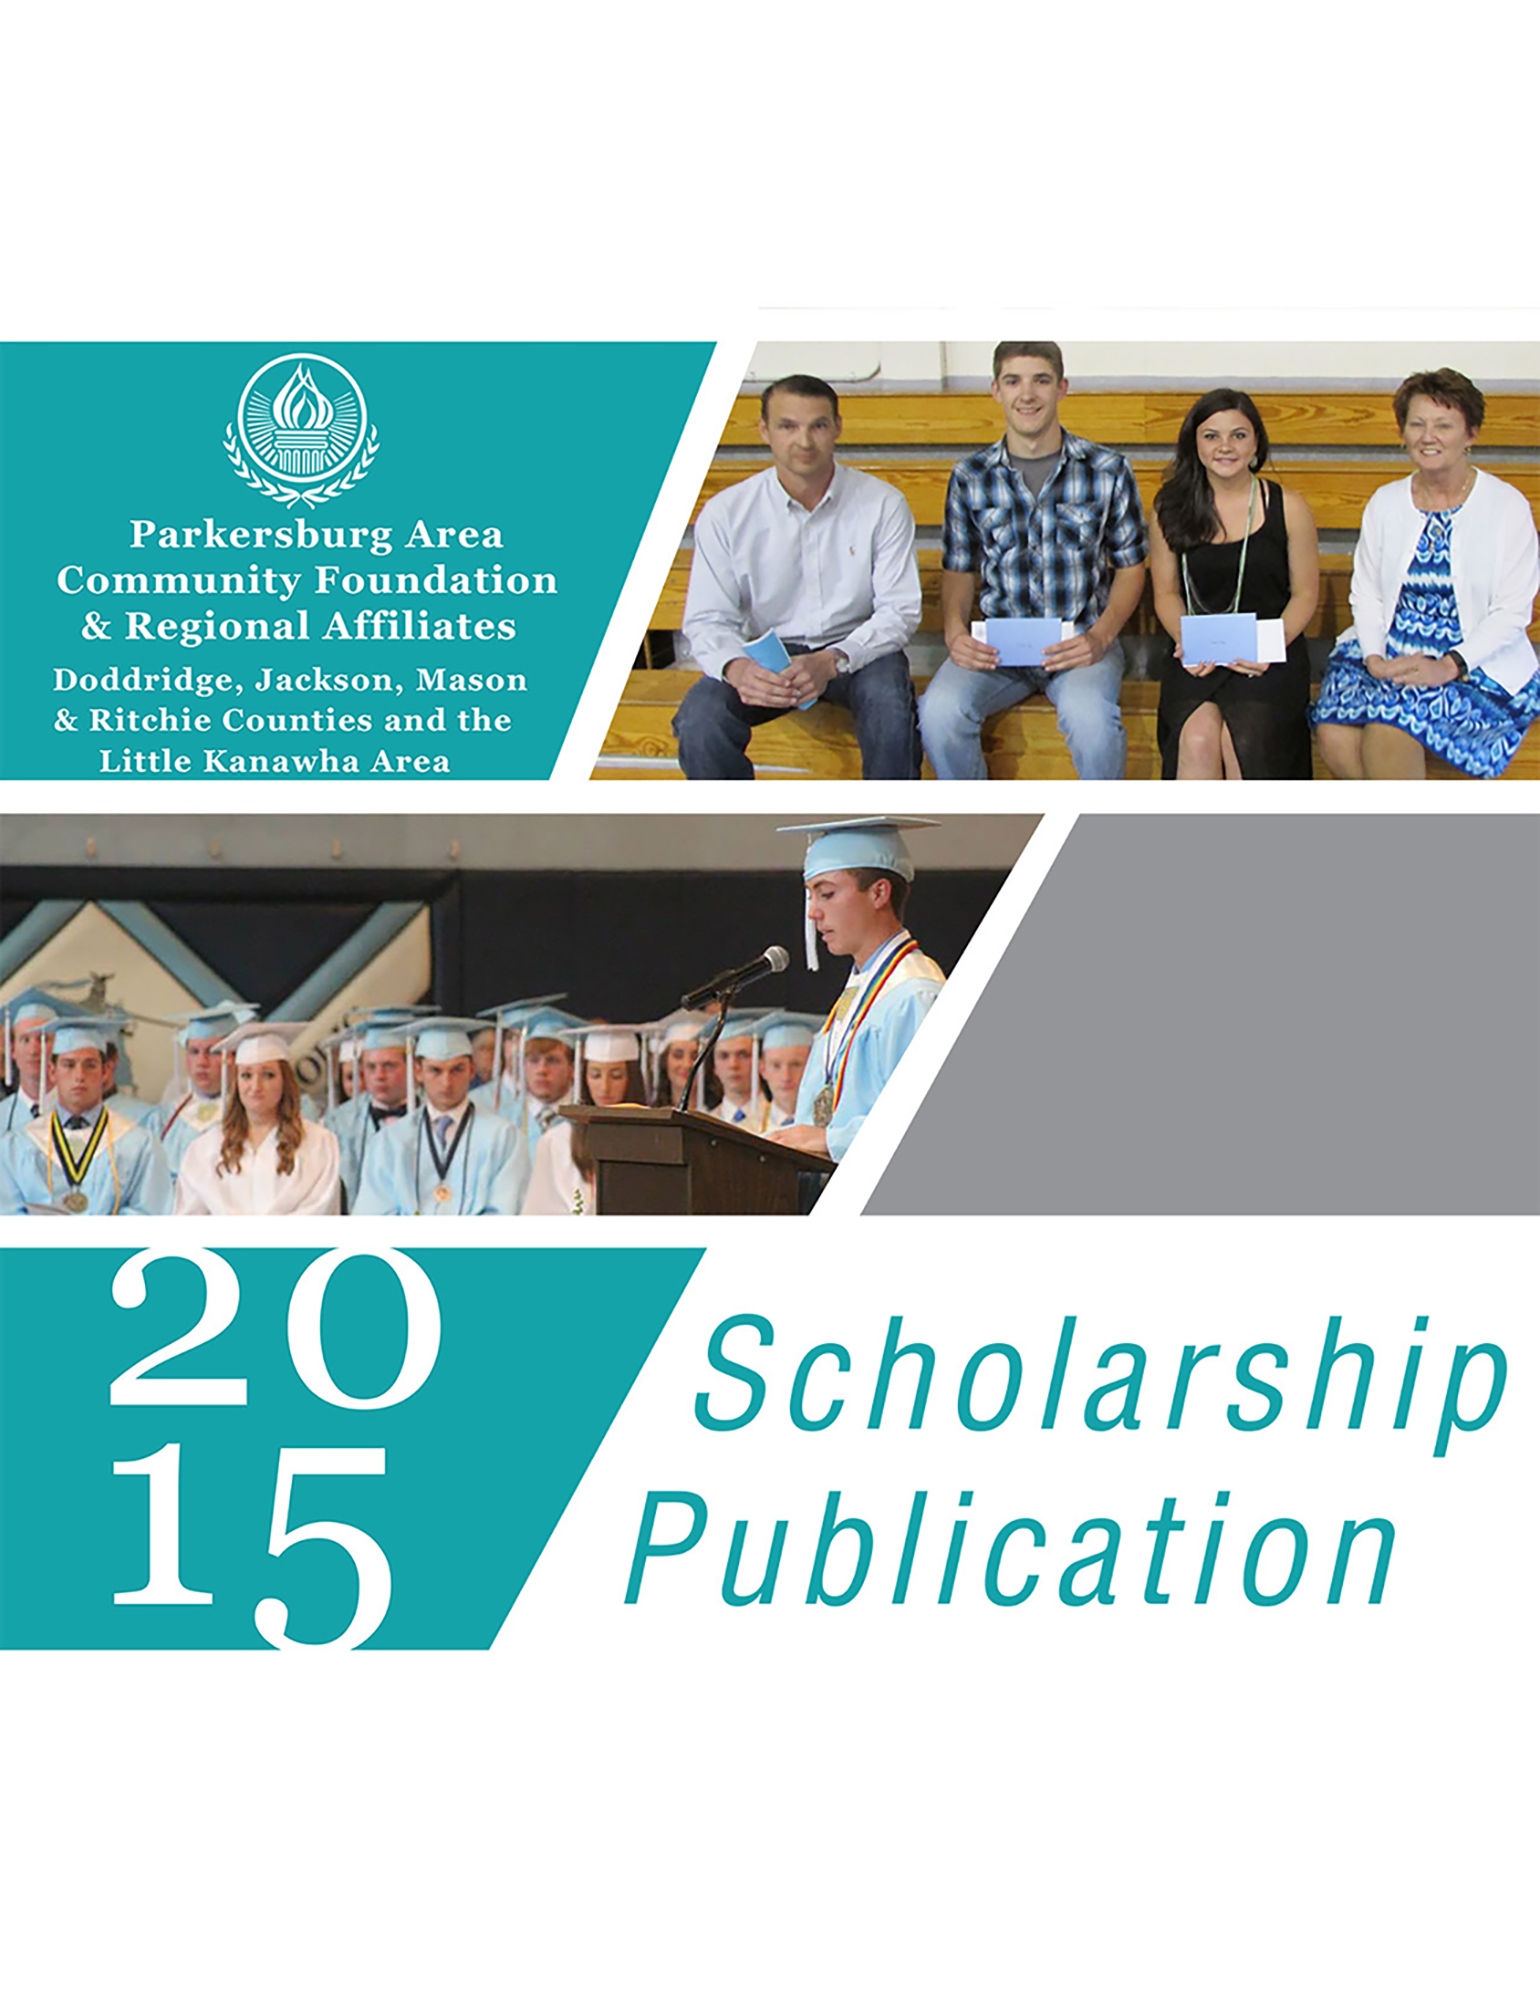 Parkersburg Area
Community Foundation
& Regional Affiliates
Doddridge, Jackson, Mason
& Ritchie Counties and the
Little Kanawha Area
20
15
Scholarship
Publication